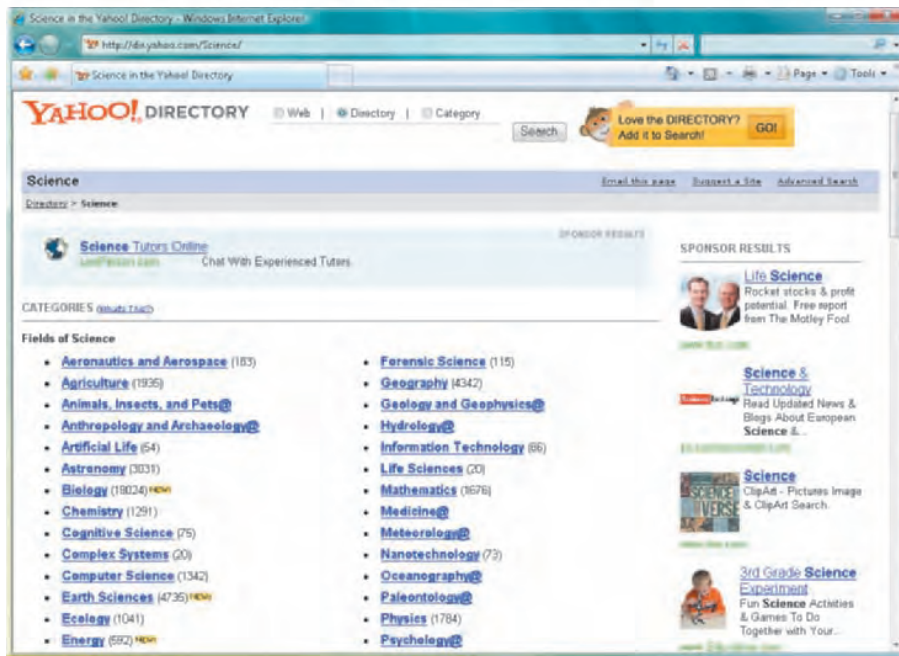 Science in the Yahoo! Directory - Windows Internet Explorer
http://dir.yahoo.com/Science/
Science in the Yahoo! Directory
Page
Tools
YAHOO! DIRECTORY
Web | Directory | Category
Search
Love the DIRECTORY?
Add it to Search!
GO!
Science
Email this page
Suggest a Site
Advanced Search
Directory > Science
SPONSOR RESULTS
Science Tutors Online
Chat With Experienced Tutors.
CATEGORIES (What's This?)
Fields of Science
Aeronautics and Aerospace (183)
Agriculture (1935)
Animals, Insects, and Pets@
Anthropology and Archaeology@
Artificial Life (54)
Astronomy (3031)
Biology (18024) NEW!
Chemistry (1291)
Cognitive Science (75)
Complex Systems (20)
Computer Science (1342)
Earth Sciences (4735) NEW!
Ecology (1041)
Energy (592) NEW!
Forensic Science (115)
Geography (4342)
Geology and Geophysics@
Hydrology@
Information Technology (86)
Life Sciences (20)
Mathematics (1676)
Medicine@
Meteorology@
Nanotechnology (73)
Oceanography@
Paleontology@
Physics (1784)
Psychology@
SPONSOR RESULTS
Life Science
Rocket stocks & profit
potential. Free report
from The Motley Fool
Science &
Technology
Read Updated News &
Blogs About European
Science &...
SCIENCE
VERSE
Science
ClipArt - Pictures Image
& ClipArt Search.
3rd Grade Science
Experiment
Fun Science Activities
& Games To Do
Together with Your...